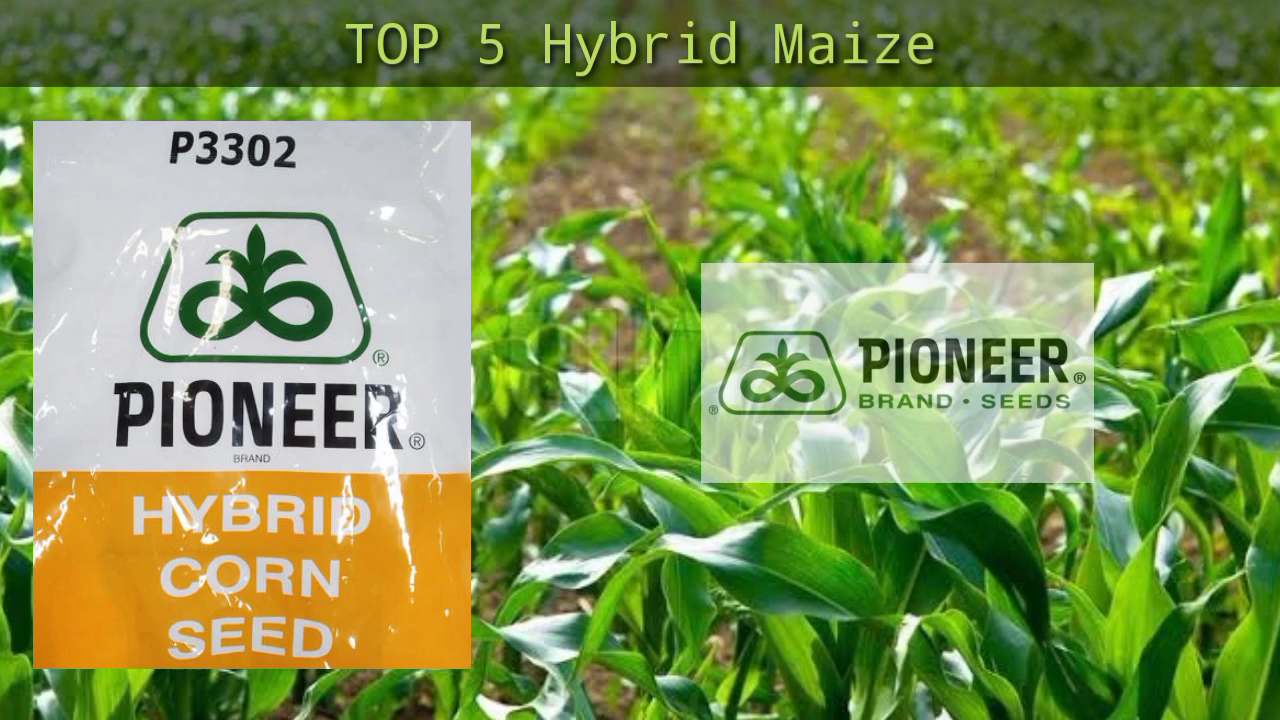 TOP 5 Hybrid Maize
P3302
®
PIONEER®
BRAND
HYBRID
CORN
SEED
® PIONEER®
BRAND • SEEDS